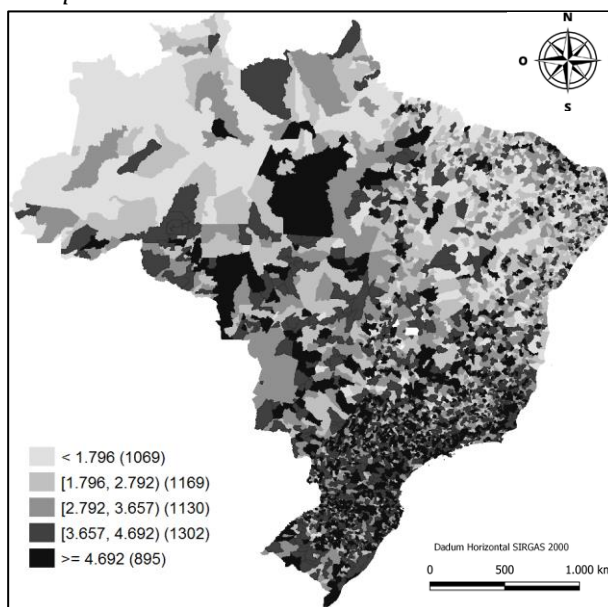 N
O
S
< 1.796 (1069)
[1.796, 2.792) (1169)
[2.792, 3.657) (1130)
[3.657, 4.692) (1302)
>= 4.692 (895)
Dadum Horizontal SIRGAS 2000
0 500 1.000 km